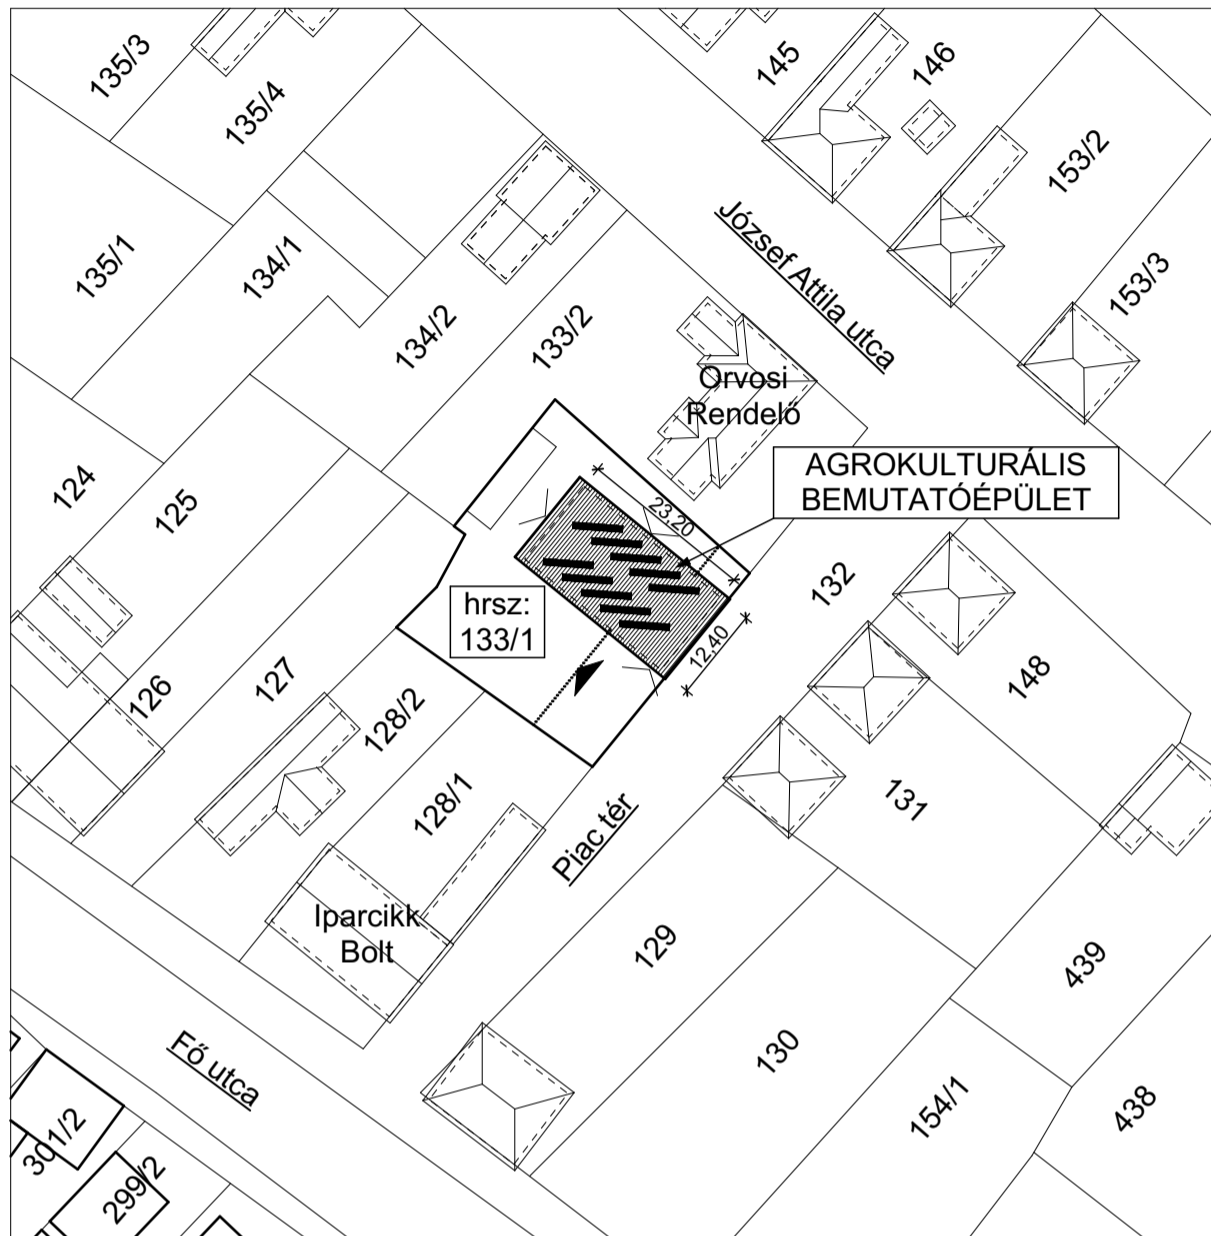 135/3
135/4
145
146
153/2
135/1
134/1
134/2
133/2
József Attila utca
153/3
Orvosi
Rendelő
AGROKULTURÁLIS
BEMUTATÓÉPÜLET
124
125
23,20
132
hrsz:
133/1
12,40
126
127
128/2
148
128/1
131
Piac tér
Iparcikk
Bolt
129
439
Fő utca
130
154/1
438
301/2
299/2